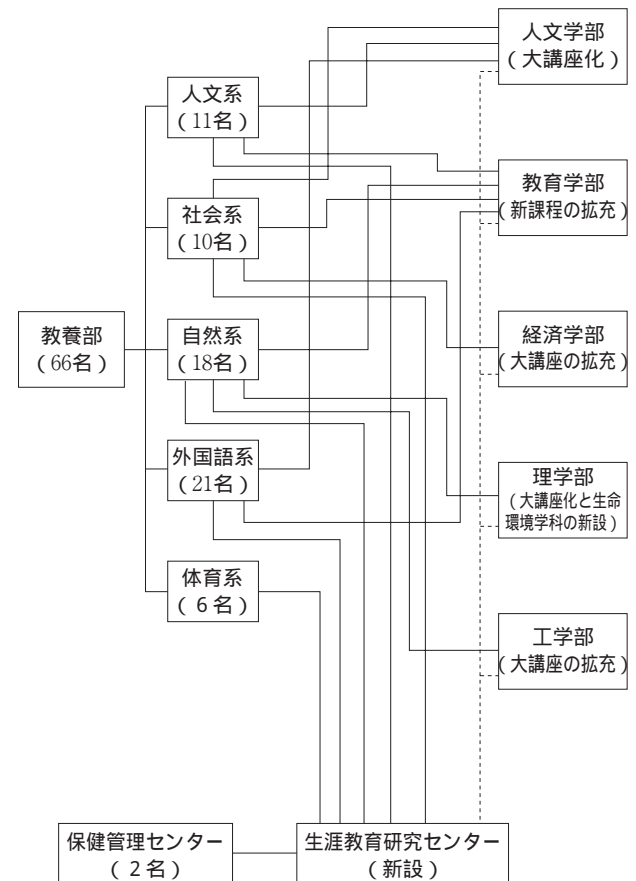 人文学部
（大講座化）
人文系
（11名）
教育学部
（新課程の拡充）
社会系
（10名）
教養部
（66名）
自然系
（18名）
経済学部
（大講座の拡充）
外国語系
（21名）
理学部
（大講座化と生命
環境学科の新設）
体育系
（６名）
工学部
（大講座の拡充）
保健管理センター
（２名）
生涯教育研究センター
（新設）